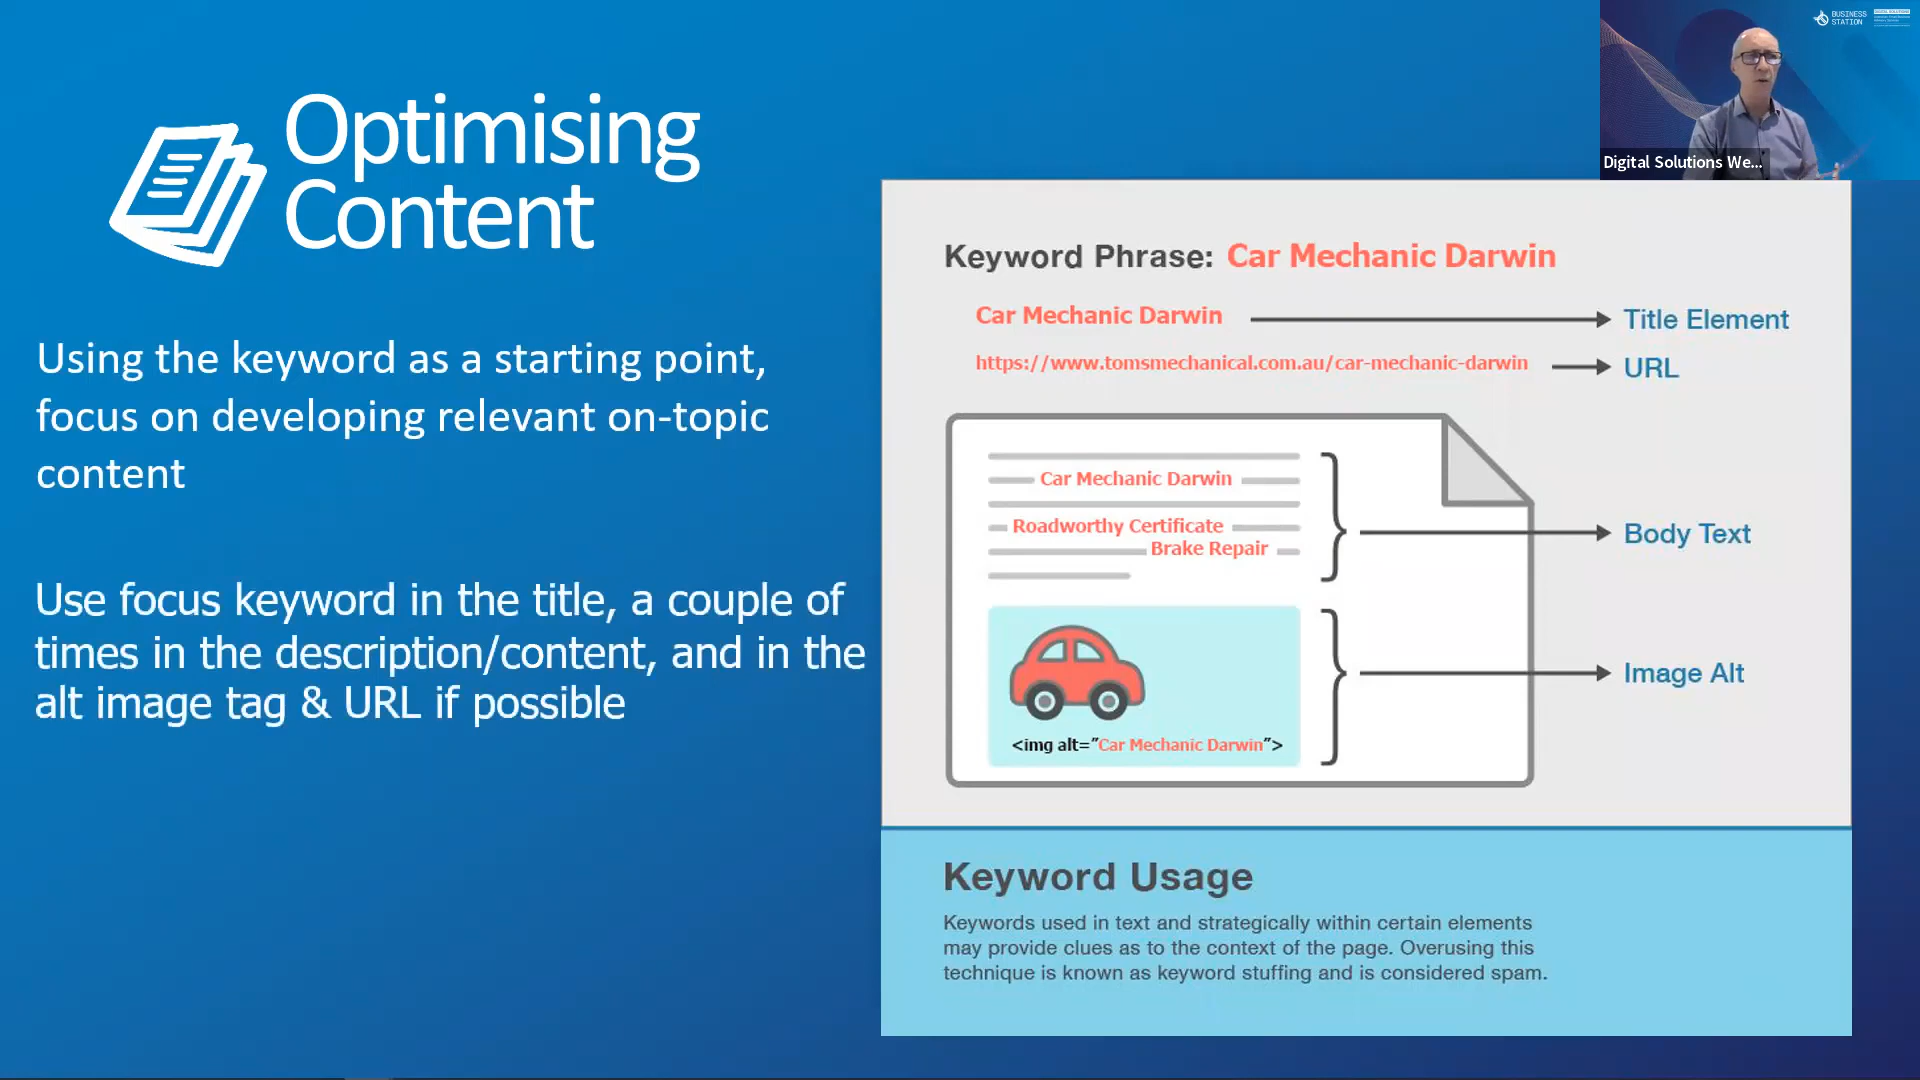 Optimising
Content
Using the keyword as a starting point,
focus on developing relevant on-topic
content
Use focus keyword in the title, a couple of
times in the description/content, and in the
alt image tag & URL if possible
BUSINESS
STATION
DIGITAL SOLUTIONS
Digital Solutions We...
Keyword Phrase: Car Mechanic Darwin
Car Mechanic Darwin
Title Element
https://www.tomsmechanical.com.au/car-mechanic-darwin
URL
Car Mechanic Darwin
Roadworthy Certificate
Brake Repair
Body Text
<img alt="Car Mechanic Darwin">
Image Alt
Keyword Usage
Keywords used in text and strategically within certain elements
may provide clues as to the context of the page. Overusing this
technique is known as keyword stuffing and is considered spam.